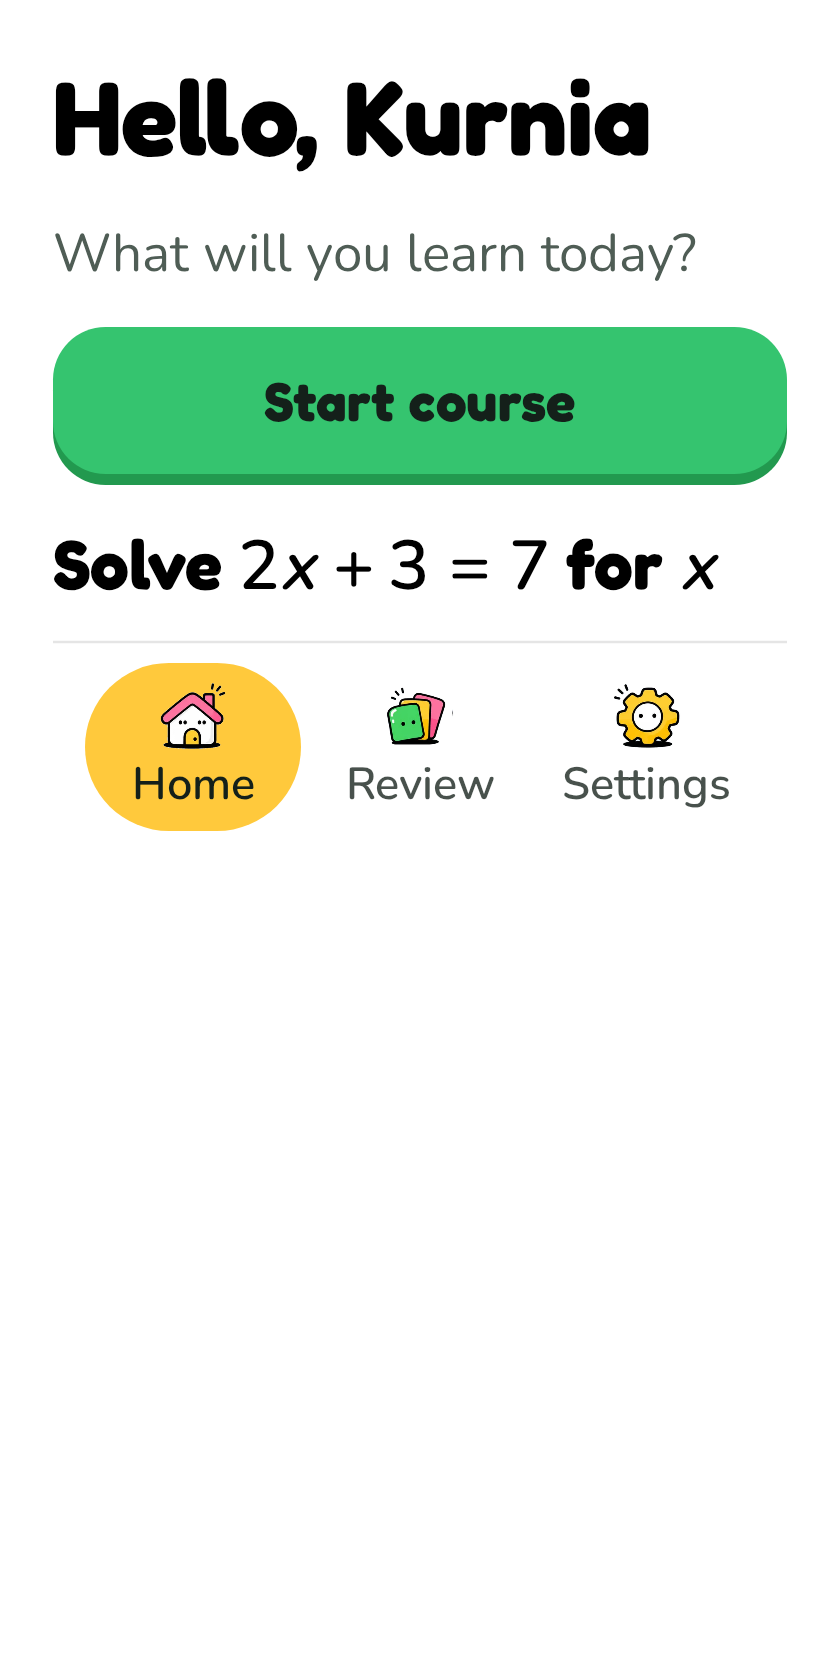 Hello, Kurnia
What will you learn today?
Start course
Solve 2x + 3 = 7 for x
Home Review Settings